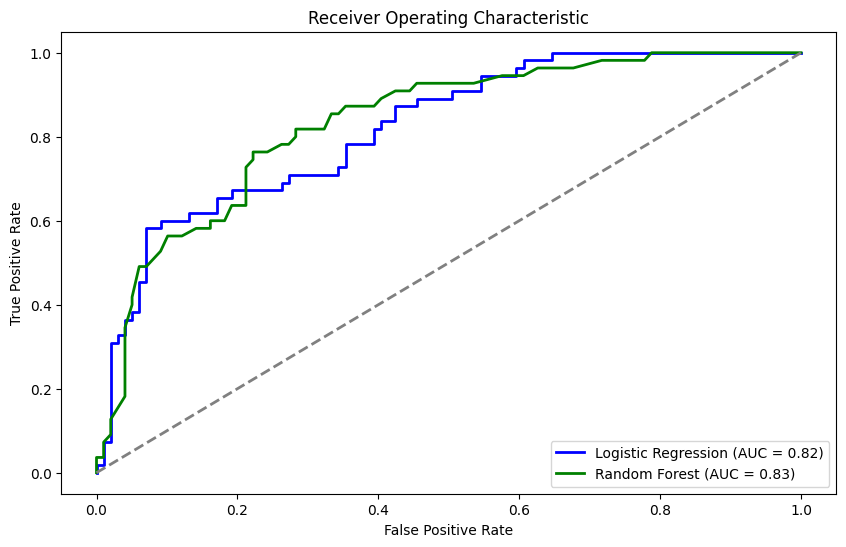 Receiver Operating Characteristic
True Positive Rate
1.0
0.8
0.6
0.4
0.2
0.0
Logistic Regression (AUC = 0.82)
Random Forest (AUC = 0.83)
0.0 0.2 0.4 0.6 0.8 1.0
False Positive Rate